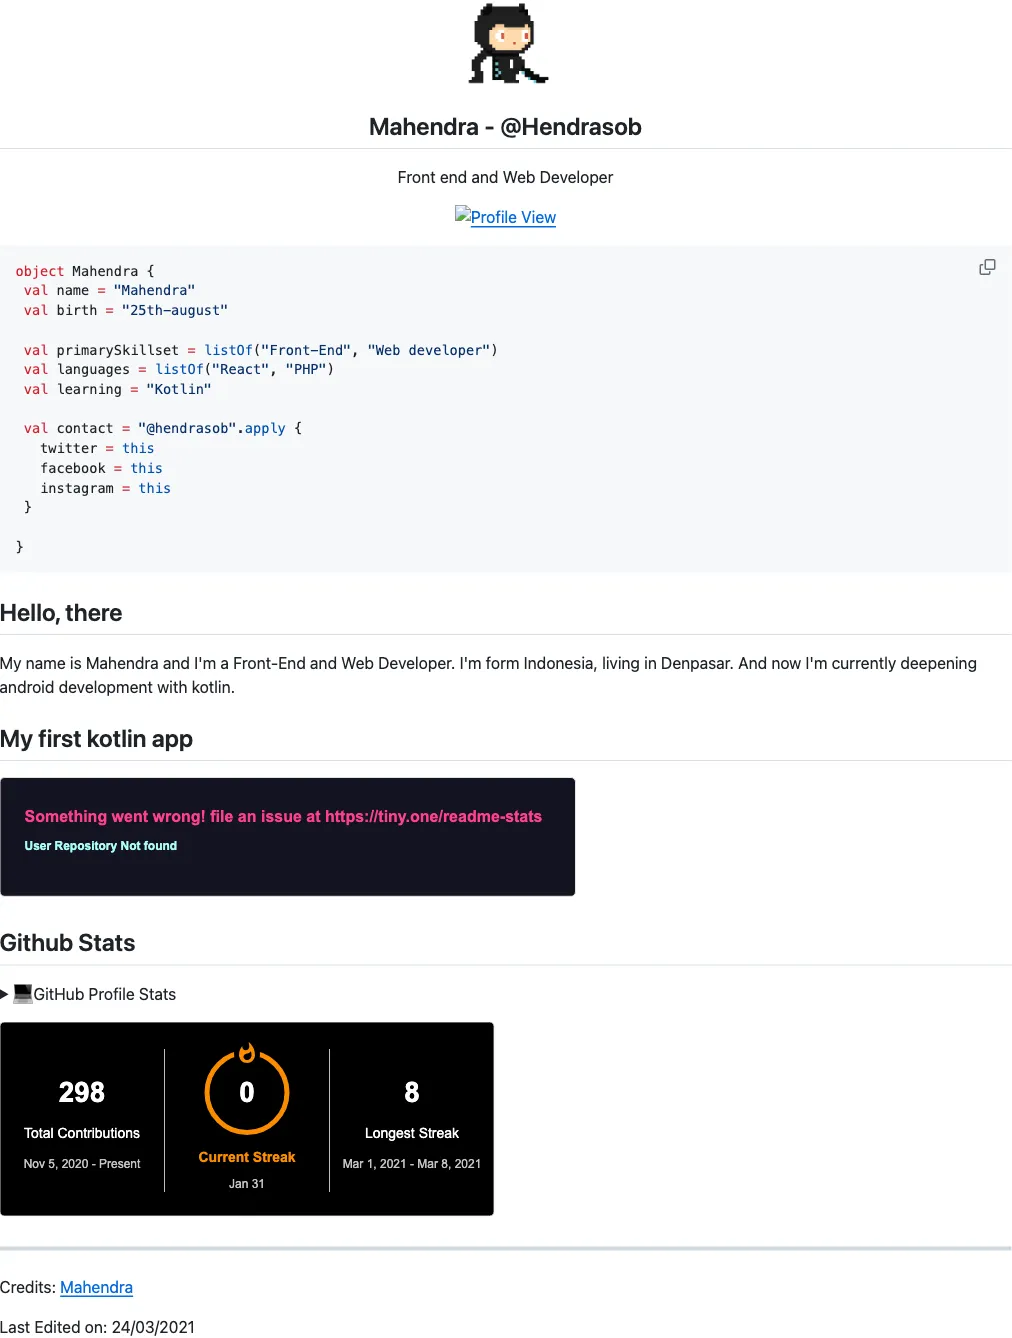 Mahendra - @Hendrasob
Front end and Web Developer
Profile View
object Mahendra {
 val name = "Mahendra"
 val birth = "25th-august"
 val primarySkillset = listOf("Front-End", "Web developer")
 val languages = listOf("React", "PHP")
 val learning = "Kotlin"
 val contact = "@hendrasob".apply {
   twitter = this
   facebook = this
   instagram = this
 }
}
Hello, there
My name is Mahendra and I'm a Front-End and Web Developer. I'm form Indonesia, living in Denpasar. And now I'm currently deepening
android development with kotlin.
My first kotlin app
Something went wrong! file an issue at https://tiny.one/readme-stats
User Repository Not found
Github Stats
GitHub Profile Stats
298
Total Contributions
Nov 5, 2020 - Present
0
Current Streak
Jan 31
8
Longest Streak
Mar 1, 2021 - Mar 8, 2021
Credits: Mahendra
Last Edited on: 24/03/2021